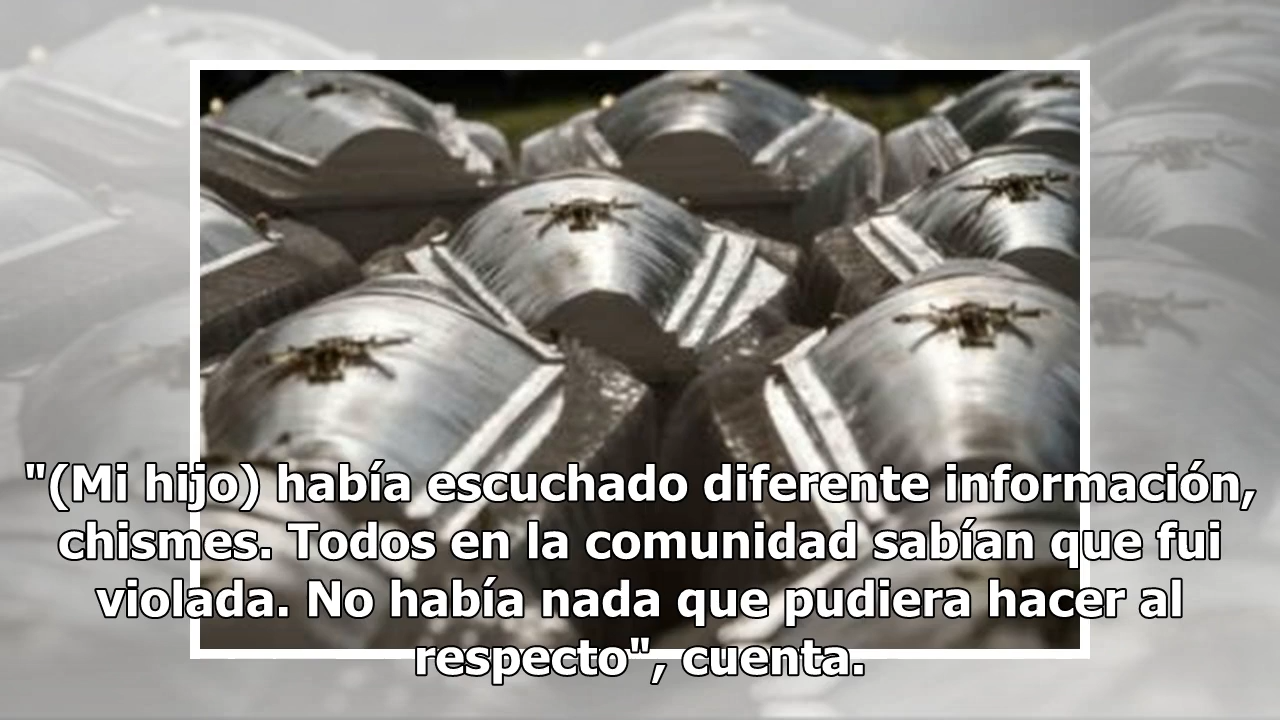 "(Mi hijo) había escuchado diferente información,
chismes. Todos en la comunidad sabían que fui
violada. No había nada que pudiera hacer al
respecto", cuenta.